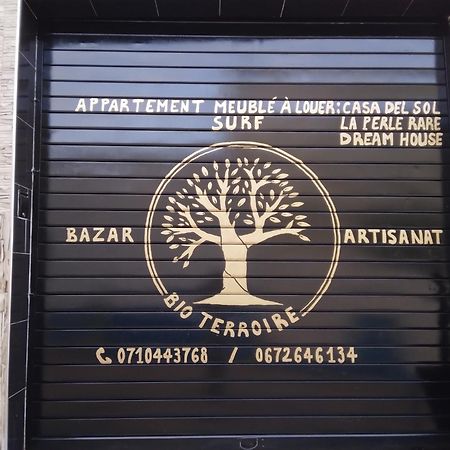 APPARTEMENT MEUBLÉ À LOUER: CASA DEL SOL
SURF LA PERLE RARE
DREAM HOUSE
BAZAR ARTISANAT
BIO TERROIRE
0710443768 / 0672646134